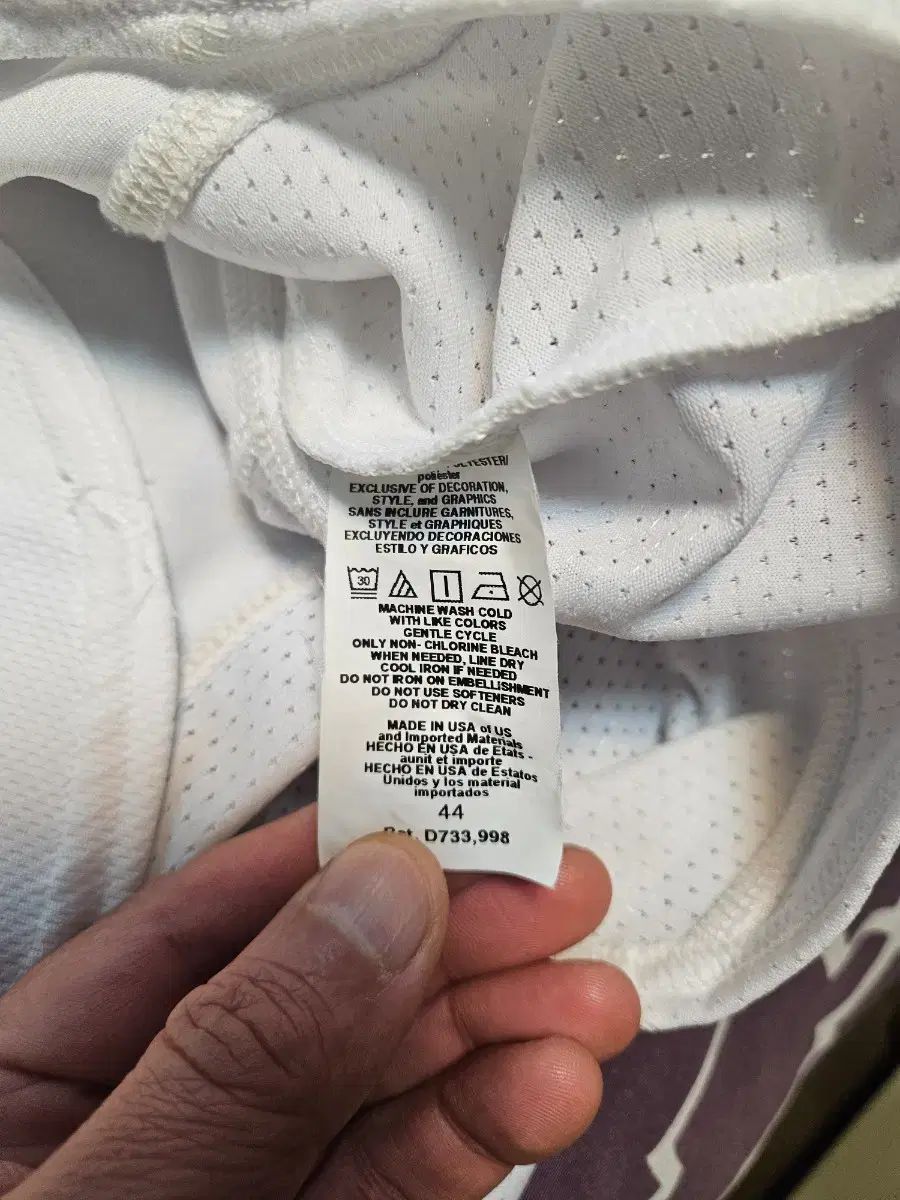 poliéster
EXCLUSIVE OF DECORATION,
STYLE, and GRAPHICS
SANS INCLURE GARNITURES,
STYLE et GRAPHIQUES
EXCLUYENDO DECORACIONES
ESTILO Y GRAFICOS
30
MACHINE WASH COLD
WITH LIKE COLORS
GENTLE CYCLE
ONLY NON- CHLORINE BLEACH
WHEN NEEDED, LINE DRY
COOL IRON IF NEEDED
DO NOT IRON ON EMBELLISHMENT
DO NOT USE SOFTENERS
DO NOT DRY CLEAN
MADE IN USA of US
and Imported Materials
HECHO EN USA de Etats -
aunit et importe
HECHO EN USA de Estados
Unidos y los material
importados
44
D733,998